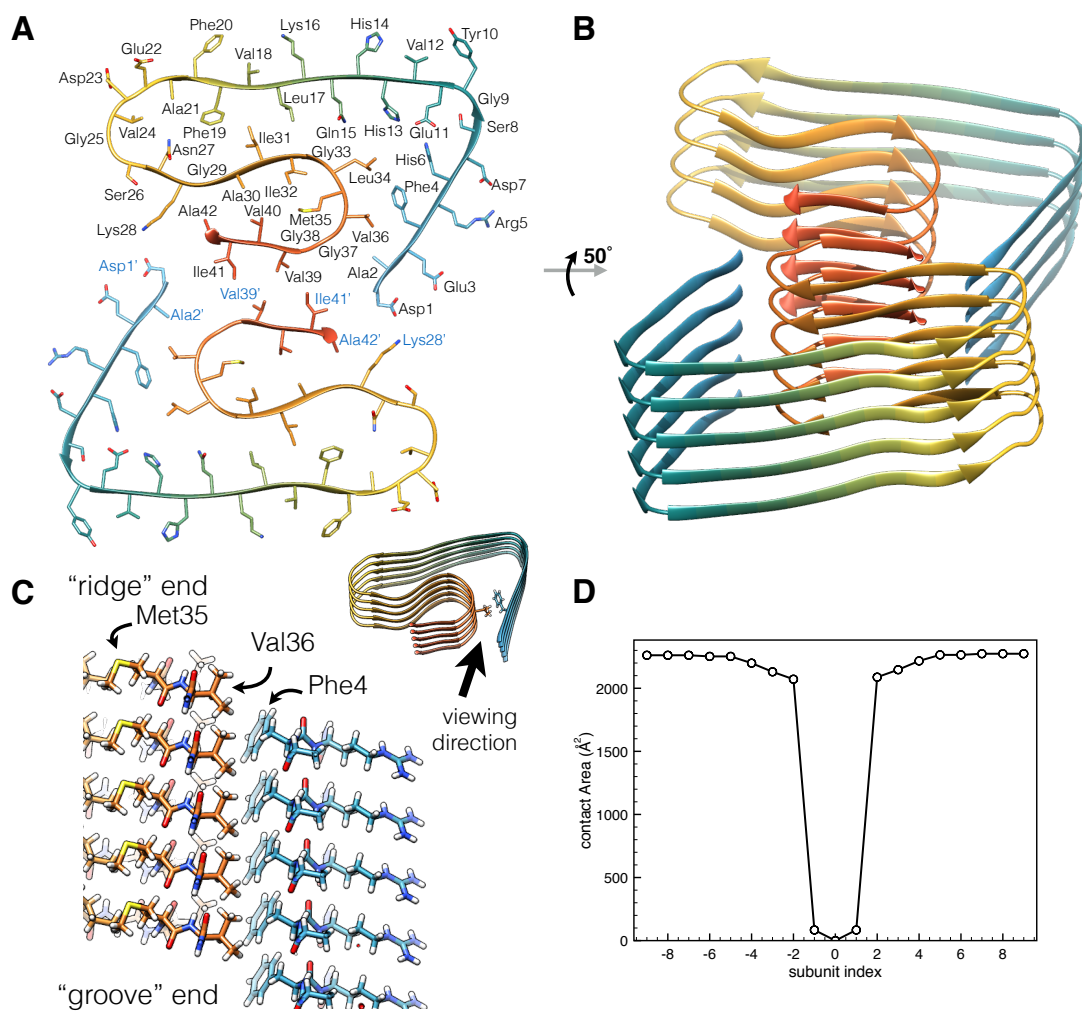 A
Phe20
Lys16
His14
Glu22
Val18
Val12
Tyr10
Asp23
Ala21
Leu17
Gly9
Gly25
Val24
Phe19
Gln15
His13
Glu11
Ser8
Asn27
Ile31
Gly33
His6
Gly29
Leu34
Phe4
Asp7
Ser26
Ala30
Ile32
Ala42
Val40
Met35
Arg5
Lys28
Gly38
Val36
Gly37
Asp1'
Ile41
Val39
Ala2
Glu3
Ala2'
Val39'
Ile41'
Asp1
Ala42'
Lys28'
B
50°
C
"ridge" end
Met35
Val36
Phe4
viewing
direction
"groove" end
D
contact Area (Å²)
2000
1500
1000
500
0
-8
-6
-4
-2
0
2
4
6
8
subunit index